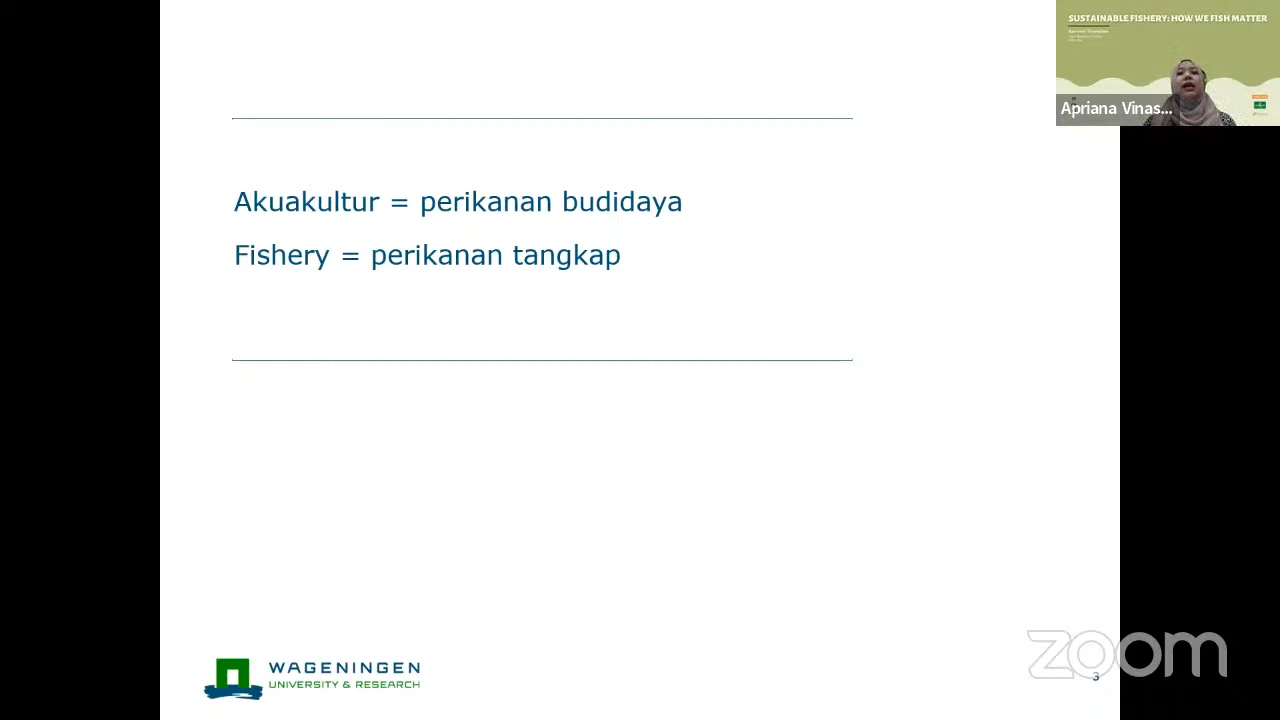 SUSTAINABLE FISHERY: HOW WE FISH MATTER
Apriana Vinas...
Akuakultur = perikanan budidaya
Fishery = perikanan tangkap
WAGENINGEN
UNIVERSITY & RESEARCH
zoom
3